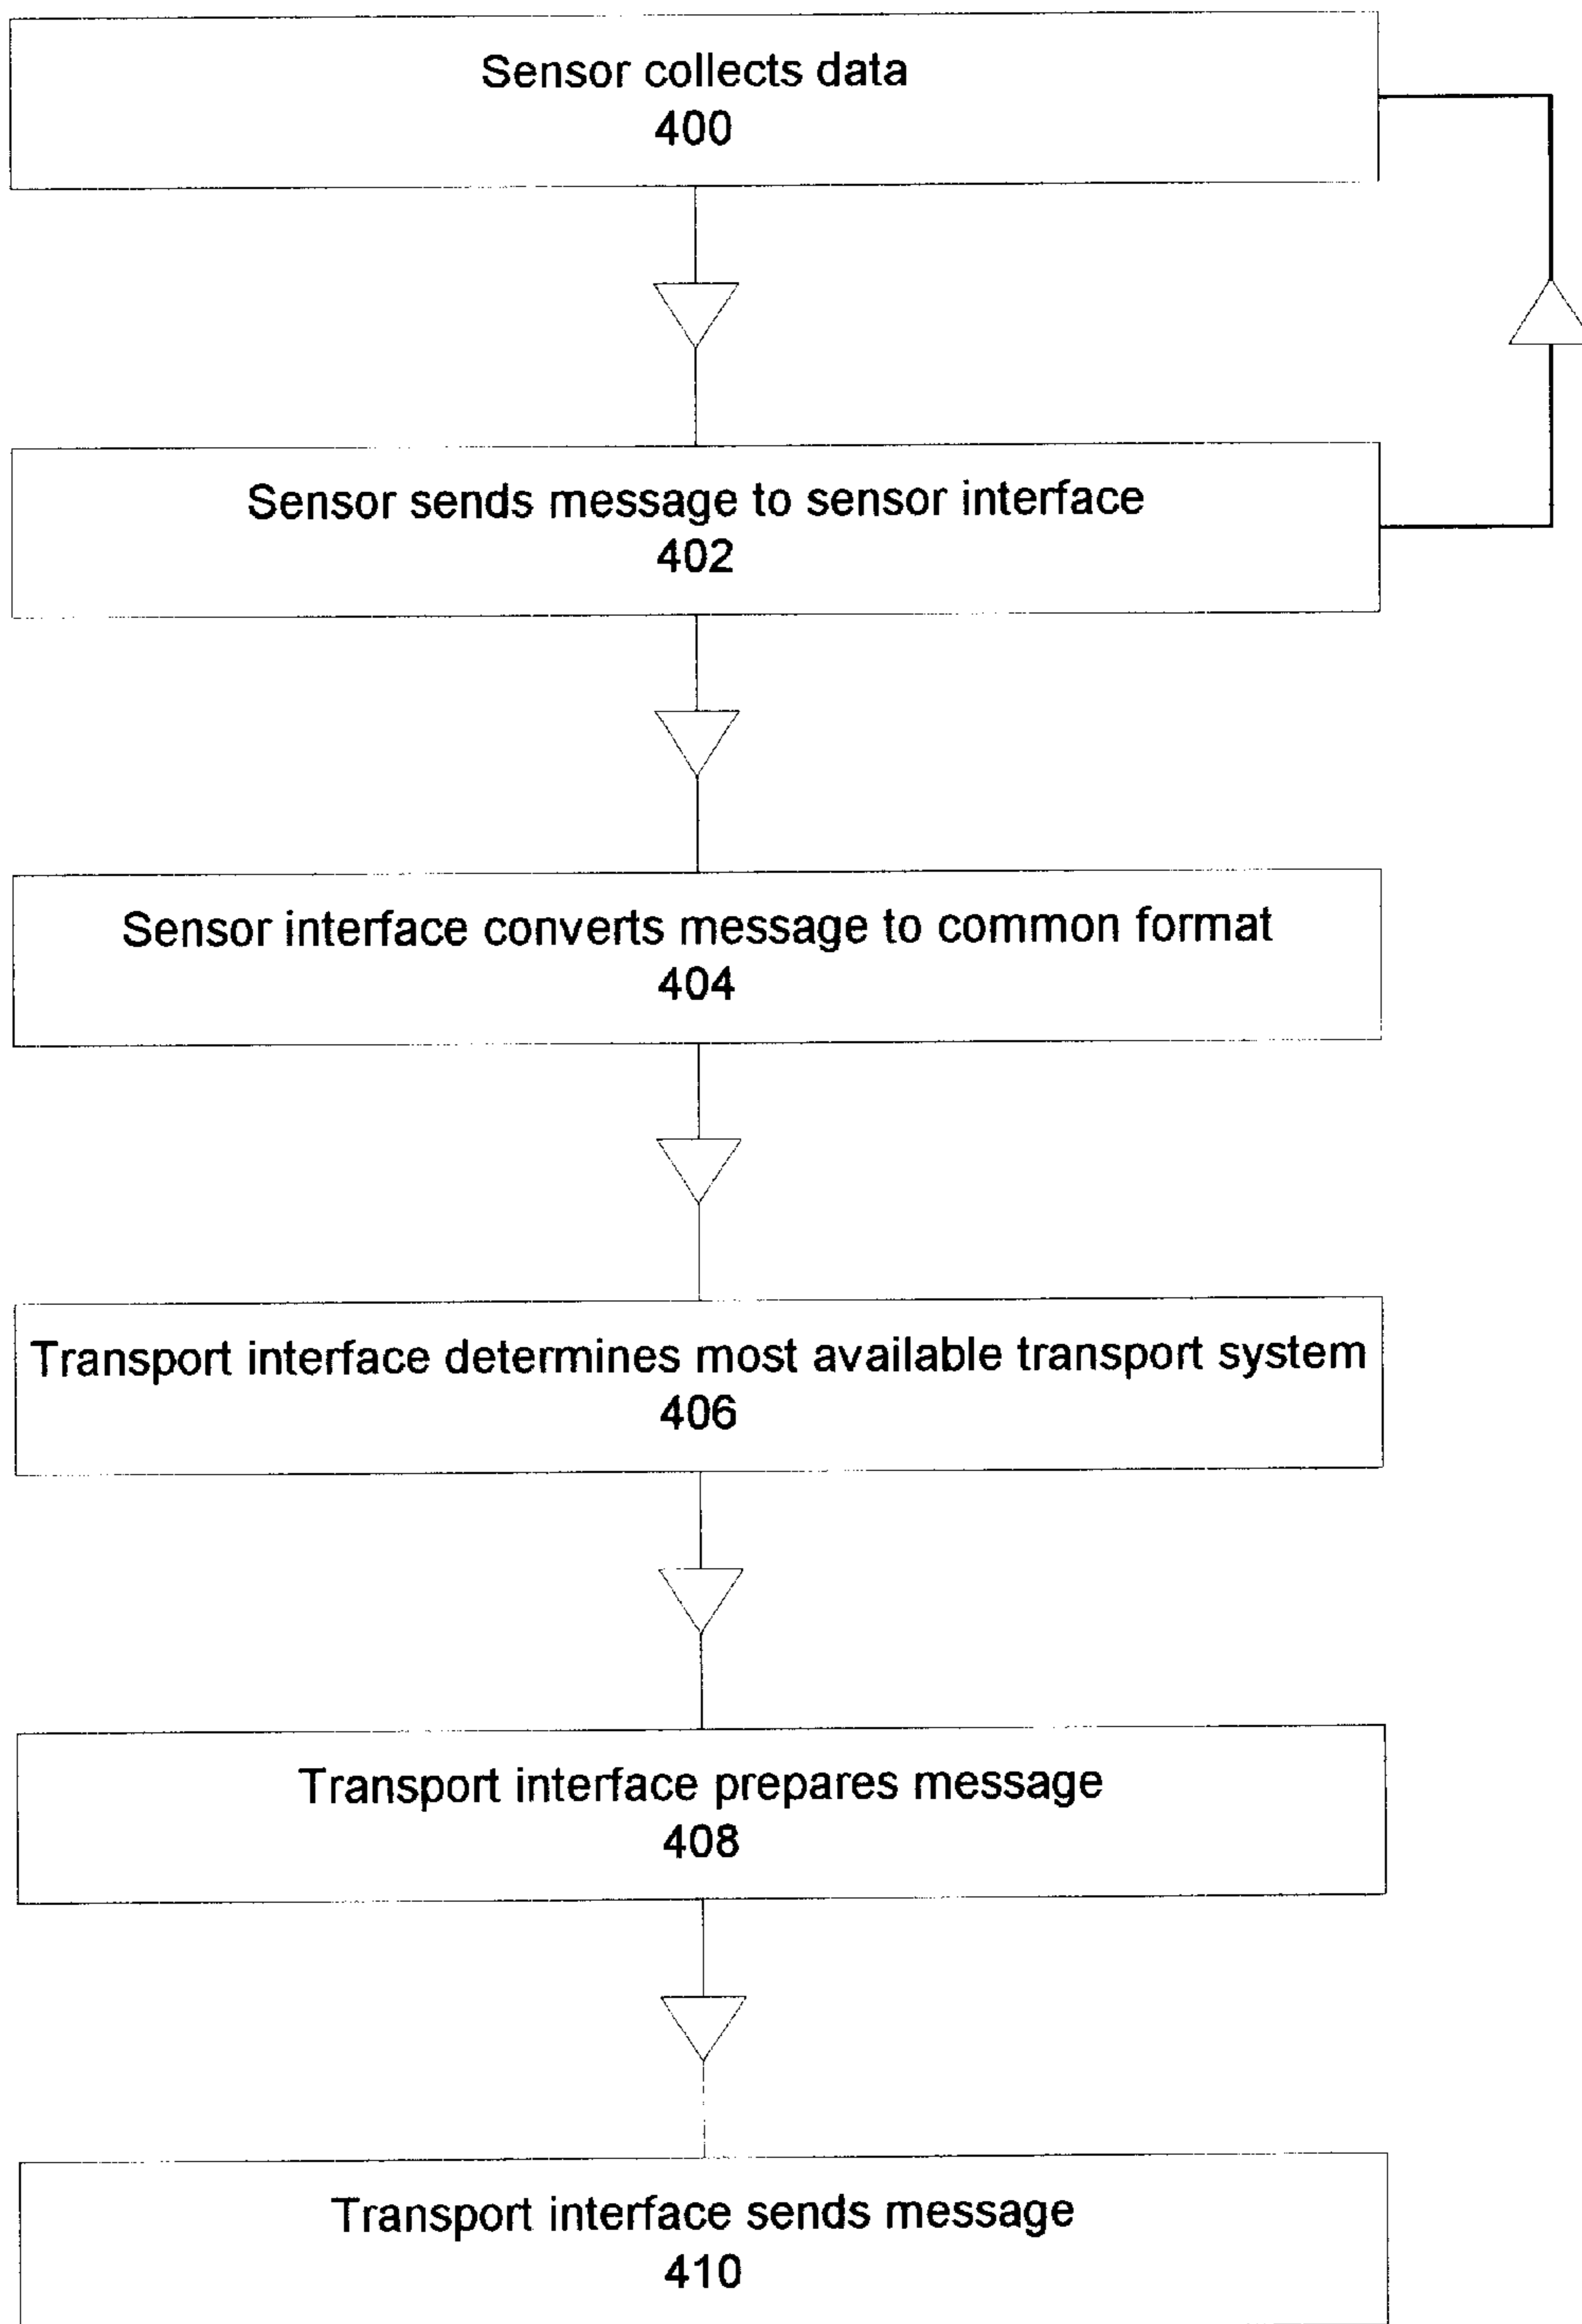 Sensor collects data
400
Sensor sends message to sensor interface
402
Sensor interface converts message to common format
404
Transport interface determines most available transport system
406
Transport interface prepares message
408
Transport interface sends message
410